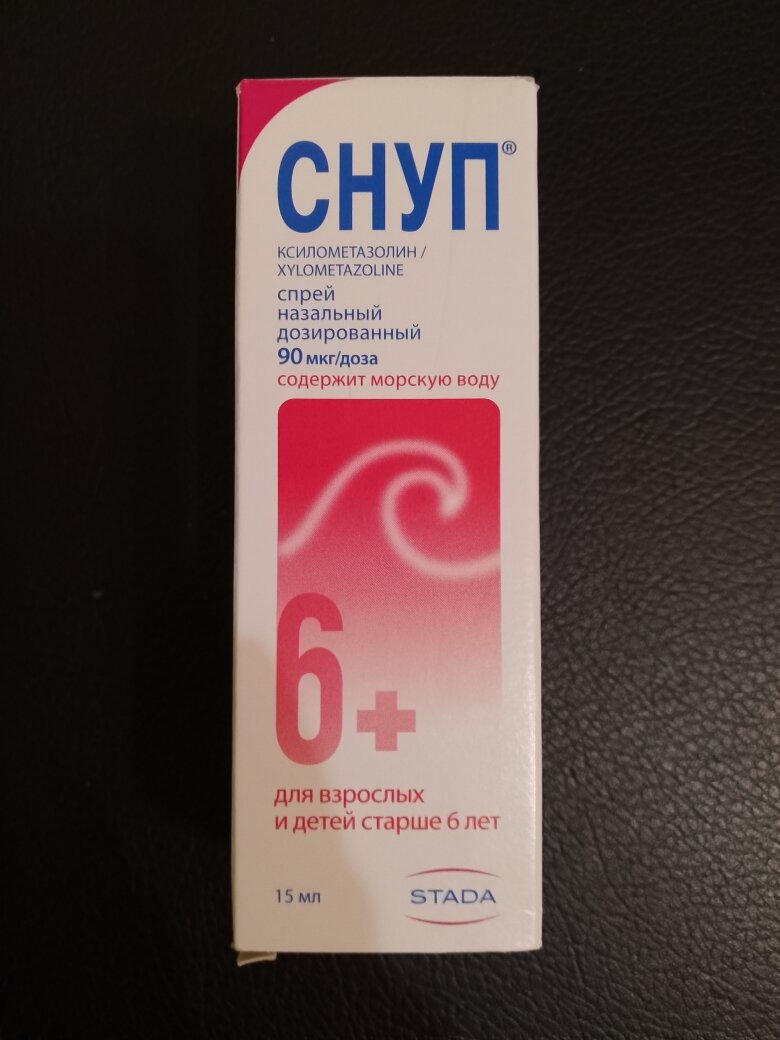 СНУП®
КСИЛОМЕТАЗОЛИН /
XYLOMETAZOLINE
спрей
назальный
дозированный
90 мкг/доза
содержит морскую воду
6+
для взрослых
и детей старше 6 лет
15 мл STADA